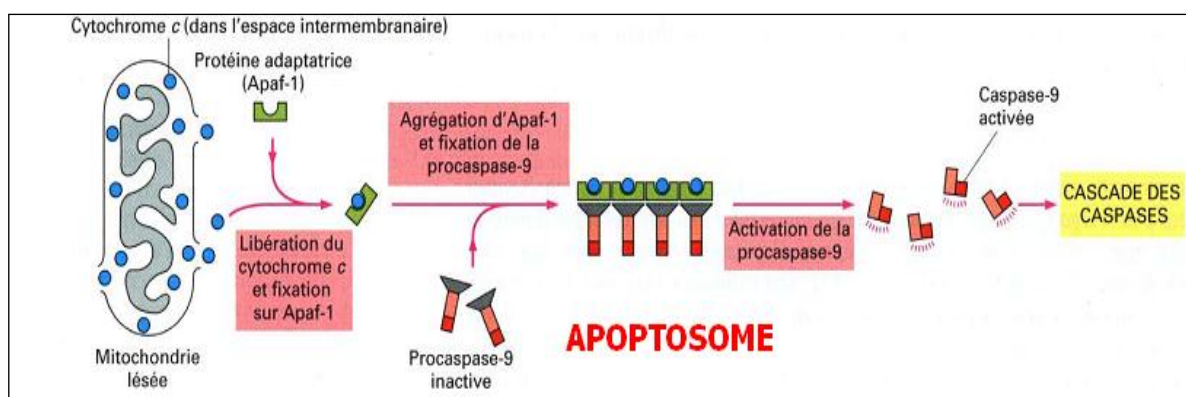 Cytochrome c (dans l'espace intermembranaire)
Protéine adaptatrice
(Apaf-1)
Agrégation d'Apaf-1
et fixation de la
procaspase-9
Caspase-9
activée
CASCADE DES
CASPASES
Libération du
cytochrome c
et fixation
sur Apaf-1
Activation de la
procaspase-9
Mitochondrie
lésée
Procaspase-9
inactive
APOPTOSOME